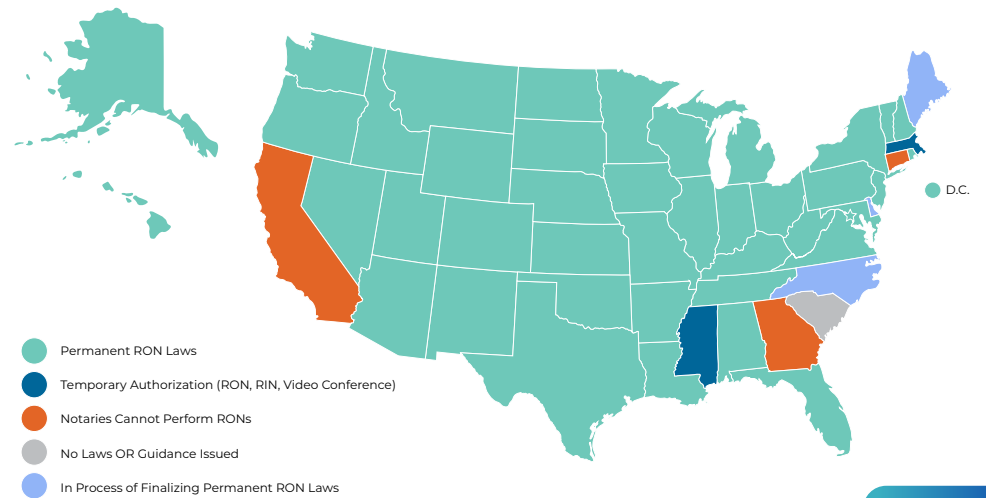 D.C.
Permanent RON Laws
Temporary Authorization (RON, RIN, Video Conference)
Notaries Cannot Perform RONs
No Laws OR Guidance Issued
In Process of Finalizing Permanent RON Laws